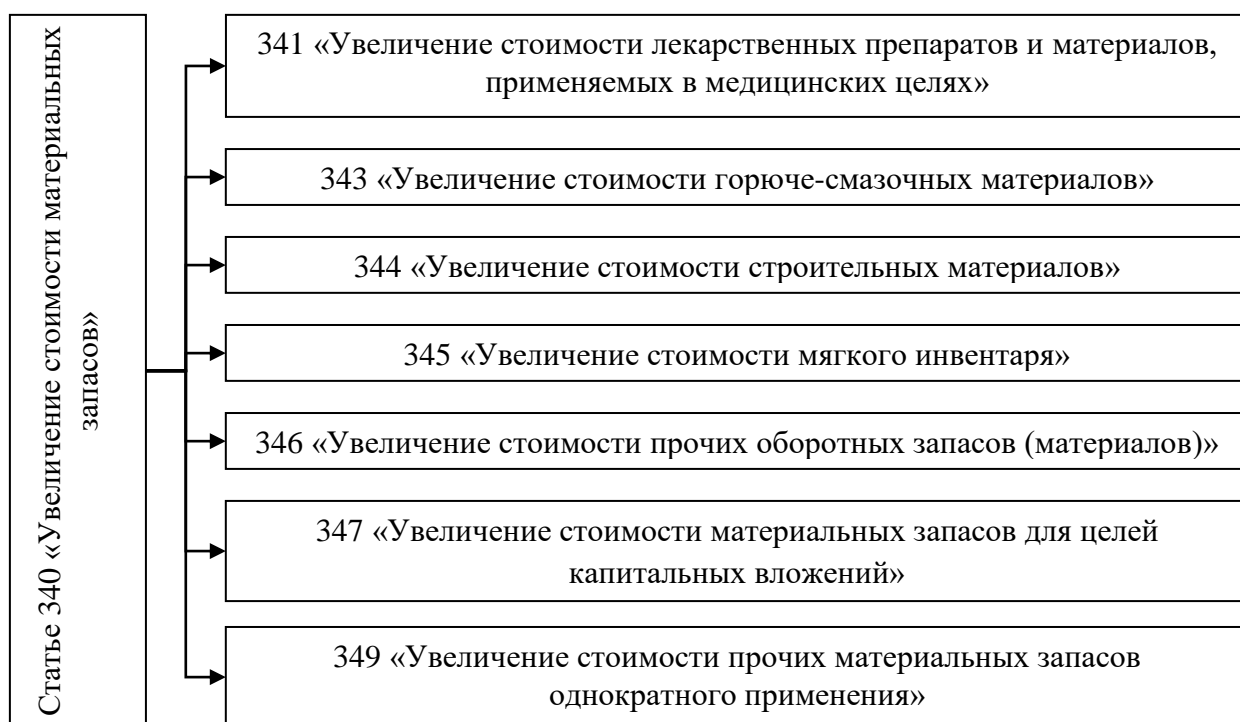 Статье 340 «Увеличение стоимости материальных
запасов»
341 «Увеличение стоимости лекарственных препаратов и материалов,
применяемых в медицинских целях»
343 «Увеличение стоимости горюче-смазочных материалов»
344 «Увеличение стоимости строительных материалов»
345 «Увеличение стоимости мягкого инвентаря»
346 «Увеличение стоимости прочих оборотных запасов (материалов)»
347 «Увеличение стоимости материальных запасов для целей
капитальных вложений»
349 «Увеличение стоимости прочих материальных запасов
однократного применения»